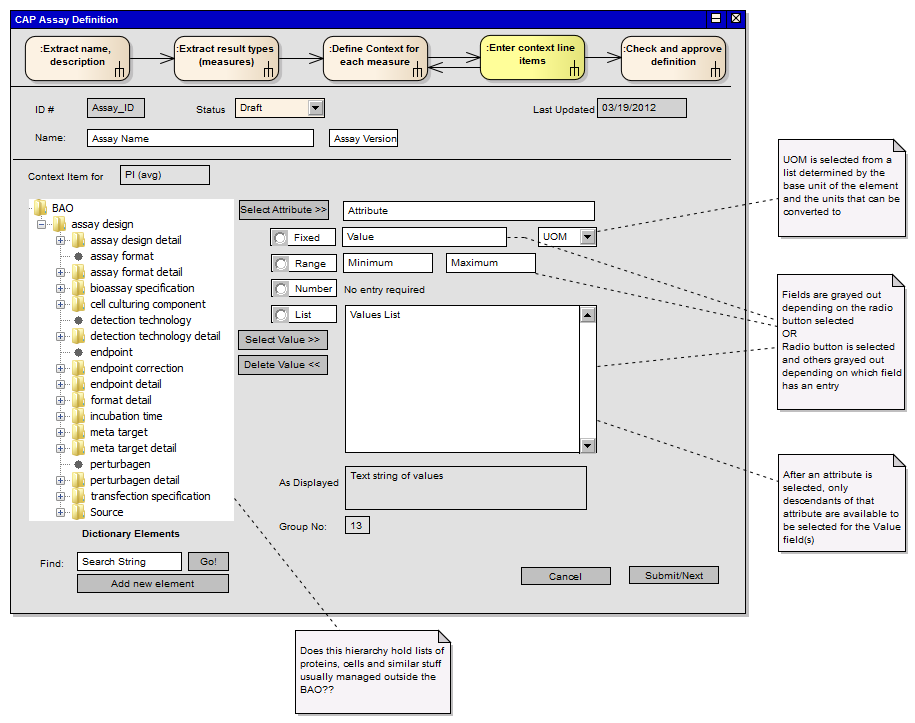 CAP Assay Definition
:Extract name,
description
:Extract result types
(measures)
:Define Context for
each measure
:Enter context line
items
:Check and approve
definition
ID #
Assay_ID
Status
Draft
Last Updated
03/19/2012
Name:
Assay Name
Assay Version
Context Item for
PI (avg)
BAO
assay design
assay design detail
assay format
assay format detail
bioassay specification
cell culturing component
detection technology
detection technology detail
endpoint
endpoint correction
endpoint detail
format detail
incubation time
meta target
meta target detail
perturbagen
perturbagen detail
transfection specification
Source
Dictionary Elements
Find:
Search String
Go!
Add new element
Select Attribute >>
Attribute
Fixed
Value
UOM
Range
Minimum
Maximum
Number
No entry required
List
Values List
Select Value >>
Delete Value <<
As Displayed
Text string of values
Group No:
13
Cancel
Submit/Next
UOM is selected from a
list determined by the
base unit of the element
and the units that can be
converted to
Fields are grayed out
depending on the radio
button selected
OR
Radio button is selected
and others grayed out
depending on which field
has an entry
After an attribute is
selected, only
descendants of that
attribute are available to
be selected for the Value
field(s)
Does this hierarchy hold lists of
proteins, cells and similar stuff
usually managed outside the
BAO??